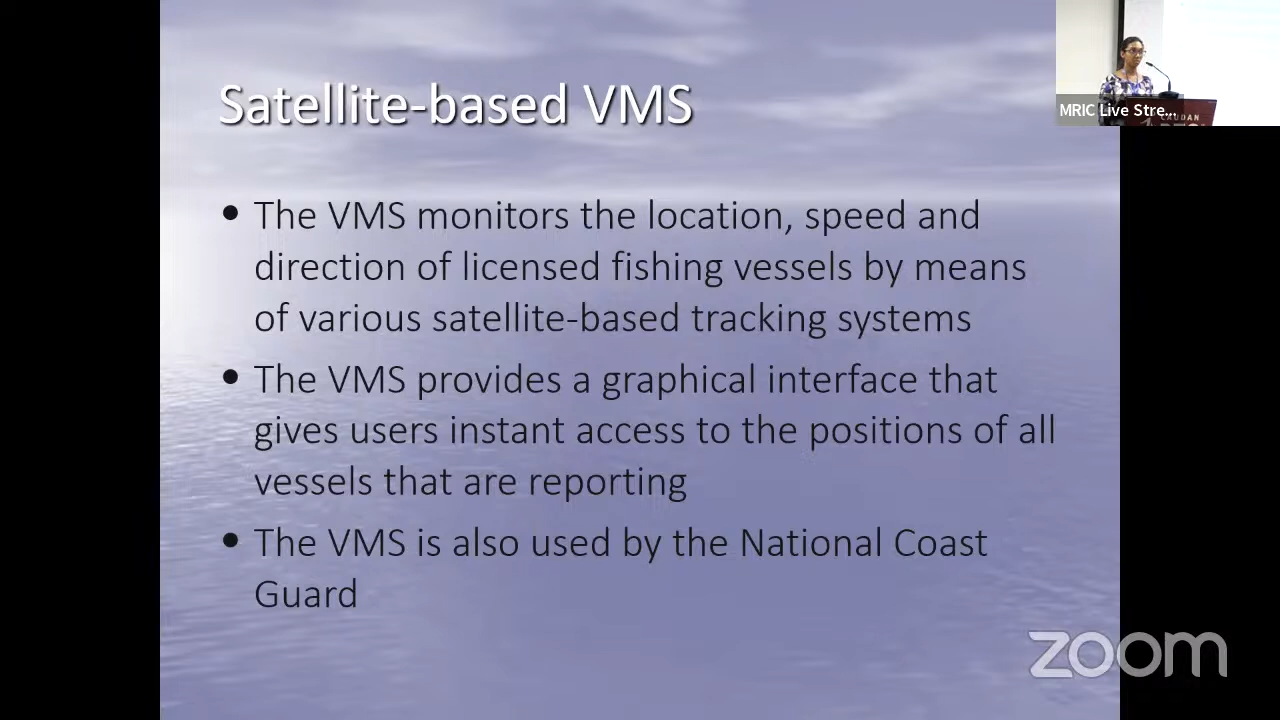 Satellite-based VMS
• The VMS monitors the location, speed and
direction of licensed fishing vessels by means
of various satellite-based tracking systems
• The VMS provides a graphical interface that
gives users instant access to the positions of all
vessels that are reporting
• The VMS is also used by the National Coast
Guard
MRIC Live Stre...
CAUDAN
zoom